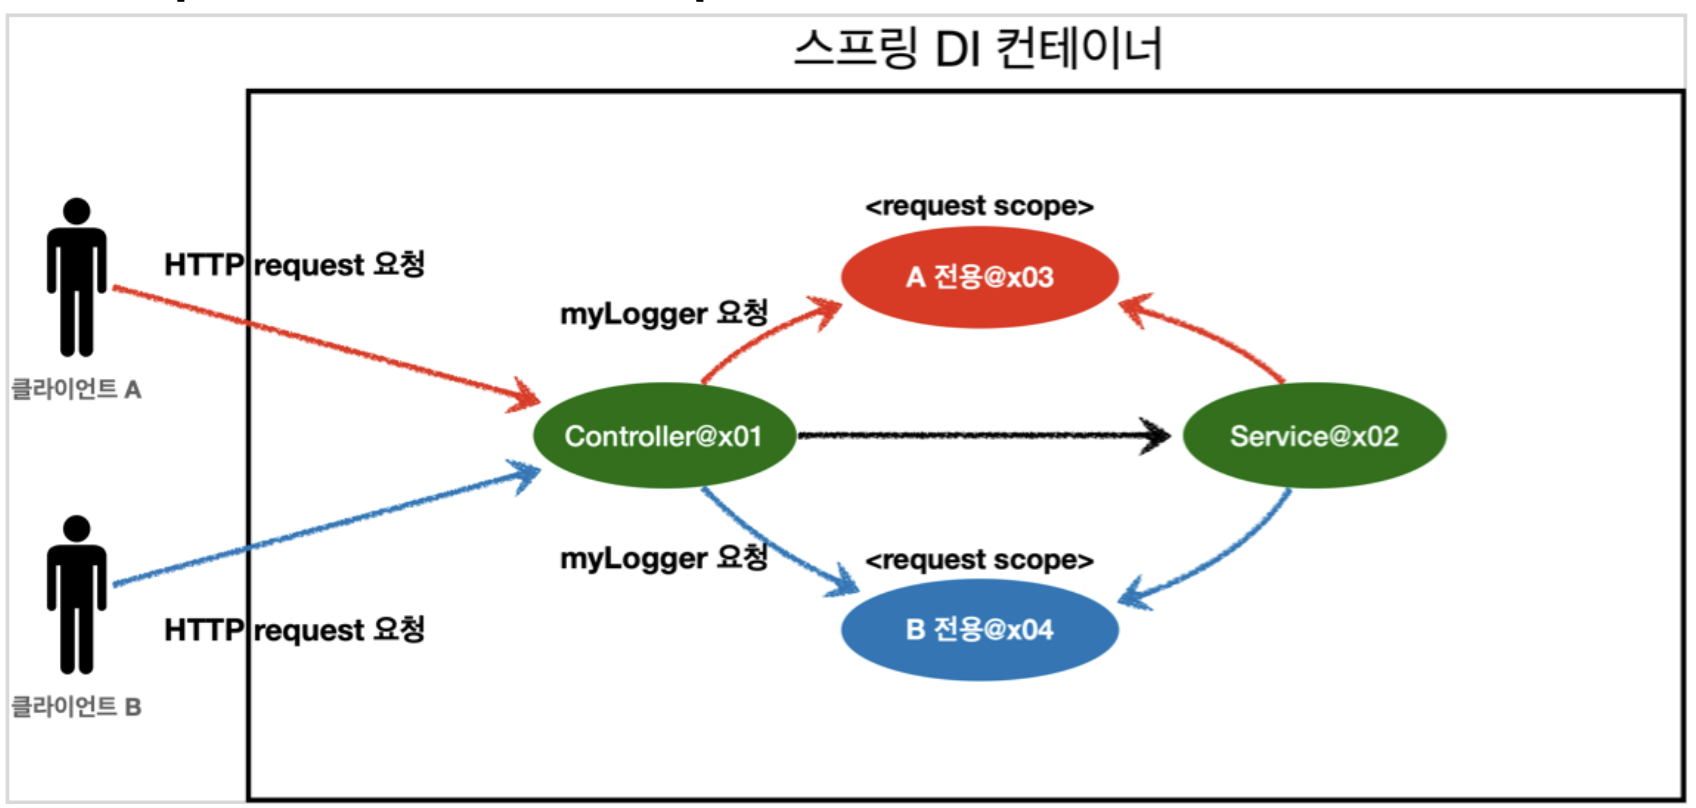 스프링 DI 컨테이너
<request scope>
HTTP request 요청
A 전용@x03
myLogger 요청
클라이언트 A
Controller@x01
Service@x02
myLogger 요청
<request scope>
HTTP request 요청
B 전용@x04
클라이언트 B